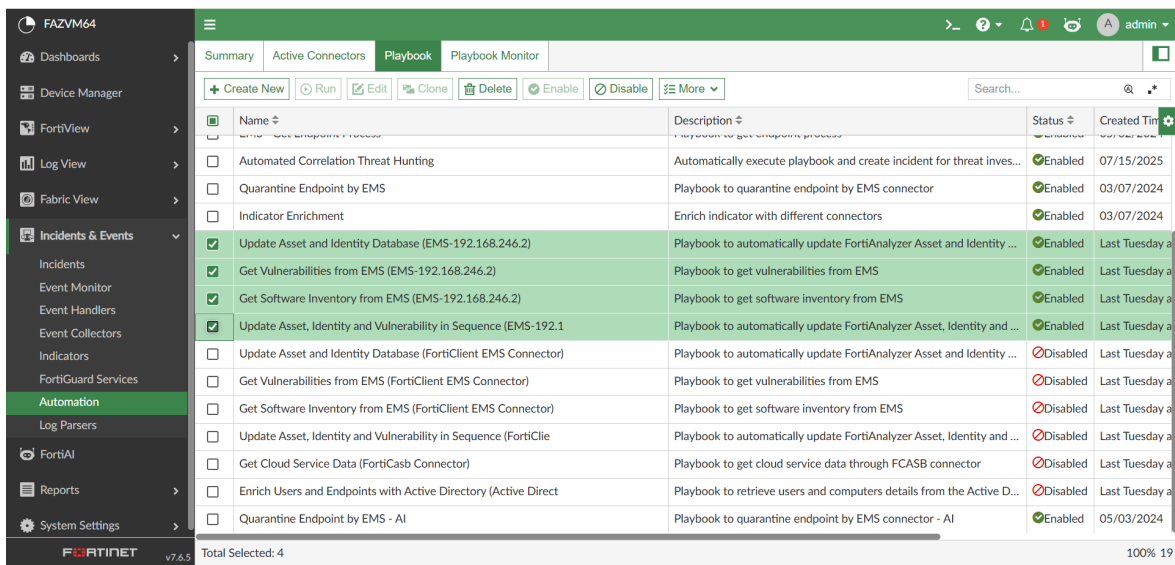 FAZVM64
admin
A
1
Dashboards
Device Manager
FortiView
Log View
Fabric View
Incidents & Events
Incidents
Event Monitor
Event Handlers
Event Collectors
Indicators
FortiGuard Services
Automation
Log Parsers
FortiAI
Reports
System Settings
FORTINET v7.6.5
Summary Active Connectors Playbook Playbook Monitor
Create New Run Edit Clone Delete Enable Disable More Search...
Name Description Status Created Tim
Automated Correlation Threat Hunting Automatically execute playbook and create incident for threat inves... Enabled 07/15/2025
Quarantine Endpoint by EMS Playbook to quarantine endpoint by EMS connector Enabled 03/07/2024
Indicator Enrichment Enrich indicator with different connectors Enabled 03/07/2024
Update Asset and Identity Database (EMS-192.168.246.2) Playbook to automatically update FortiAnalyzer Asset and Identity ... Enabled Last Tuesday a
Get Vulnerabilities from EMS (EMS-192.168.246.2) Playbook to get vulnerabilities from EMS Enabled Last Tuesday a
Get Software Inventory from EMS (EMS-192.168.246.2) Playbook to get software inventory from EMS Enabled Last Tuesday a
Update Asset, Identity and Vulnerability in Sequence (EMS-192.1 Playbook to automatically update FortiAnalyzer Asset, Identity and ... Enabled Last Tuesday a
Update Asset and Identity Database (FortiClient EMS Connector) Playbook to automatically update FortiAnalyzer Asset and Identity ... Disabled Last Tuesday a
Get Vulnerabilities from EMS (FortiClient EMS Connector) Playbook to get vulnerabilities from EMS Disabled Last Tuesday a
Get Software Inventory from EMS (FortiClient EMS Connector) Playbook to get software inventory from EMS Disabled Last Tuesday a
Update Asset, Identity and Vulnerability in Sequence (FortiClie Playbook to automatically update FortiAnalyzer Asset, Identity and ... Disabled Last Tuesday a
Get Cloud Service Data (FortiCasb Connector) Playbook to get cloud service data through FCASB connector Disabled Last Tuesday a
Enrich Users and Endpoints with Active Directory (Active Direct Playbook to retrieve users and computers details from the Active D... Disabled Last Tuesday a
Quarantine Endpoint by EMS - AI Playbook to quarantine endpoint by EMS connector - AI Enabled 05/03/2024
Total Selected: 4 100% 19